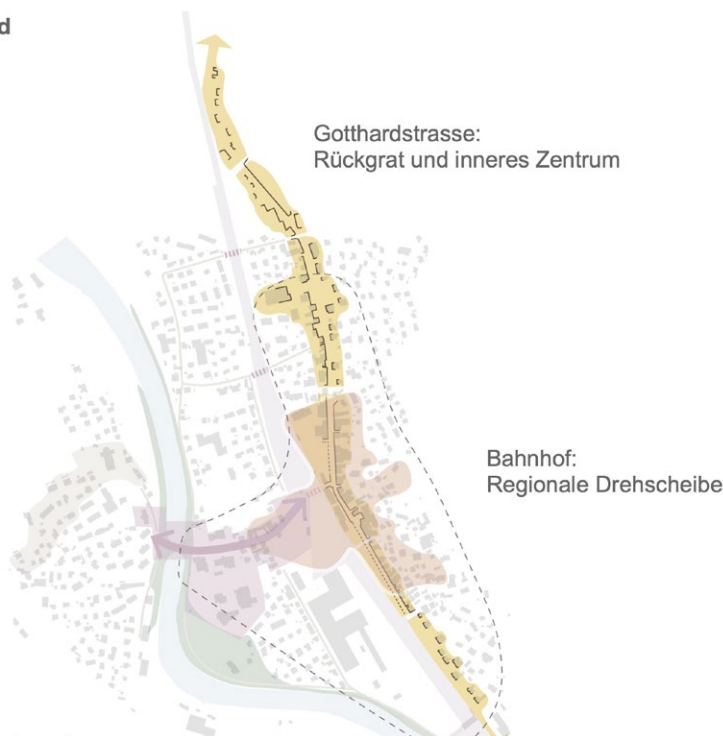 d
Gotthardstrasse:
Rückgrat und inneres Zentrum
Bahnhof:
Regionale Drehscheibe